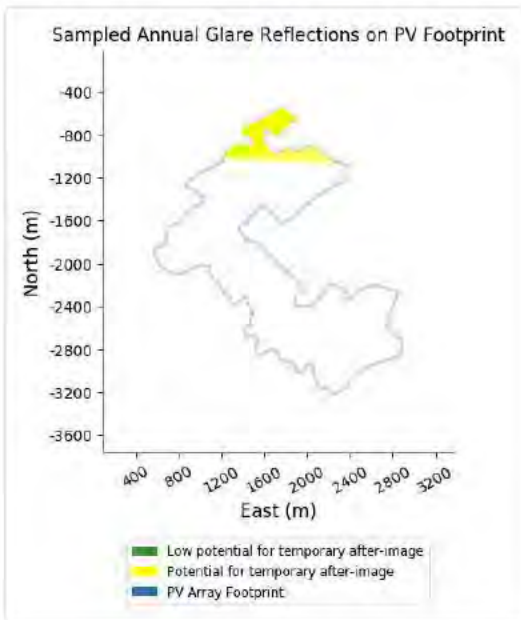 Sampled Annual Glare Reflections on PV Footprint
-400
-800
-1200
-1600
-2000
-2400
-2800
-3200
-3600
North (m)
400 800 1200 1600 2000 2400 2800 3200
East (m)
Low potential for temporary after-image
Potential for temporary after-image
PV Array Footprint